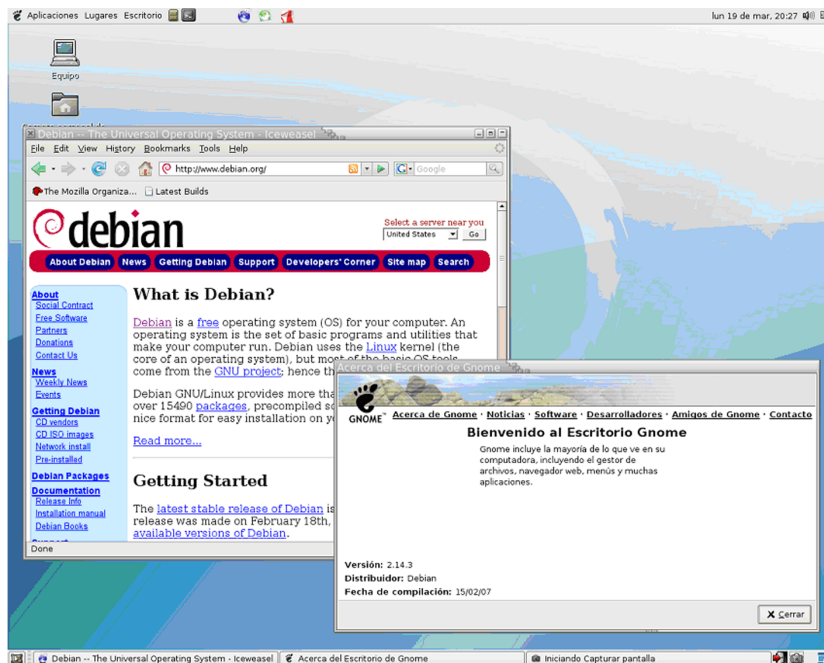 Aplicaciones Lugares Escritorio
lun 19 de mar, 20:27
Equipo
Debian -- The Universal Operating System - Iceweasel
File Edit View History Bookmarks Tools Help
http://www.debian.org/
Google
The Mozilla Organiza... Latest Builds
debian
Select a server near you
United States Go
About Debian News Getting Debian Support Developers' Corner Site map Search
About
Social Contract
Free Software
Partners
Donations
Contact Us
News
Weekly News
Events
Getting Debian
CD vendors
CD ISO images
Network install
Pre-installed
Debian Packages
Documentation
Release Info
Installation manual
Debian Books
What is Debian?
Debian is a free operating system (OS) for your computer. An
operating system is the set of basic programs and utilities that
make your computer run. Debian uses the Linux kernel (the
core of an operating system), but most of the basic OS tools
come from the GNU project; hence th
Debian GNU/Linux provides more tha
over 15490 packages, precompiled so
nice format for easy installation on yo
Read more...
Getting Started
The latest stable release of Debian is
release was made on February 18th,
available versions of Debian.
Done
Acerca del Escritorio de Gnome
GNOME™
Acerca de Gnome · Noticias · Software · Desarrolladores · Amigos de Gnome · Contacto
Bienvenido al Escritorio Gnome
Gnome incluye la mayoría de lo que ve en su
computadora, incluyendo el gestor de
archivos, navegador web, menús y muchas
aplicaciones.
Versión: 2.14.3
Distribuidor: Debian
Fecha de compilación: 15/02/07
Cerrar
Debian -- The Universal Operating System - Iceweasel
Acerca del Escritorio de Gnome
Iniciando Capturar pantalla